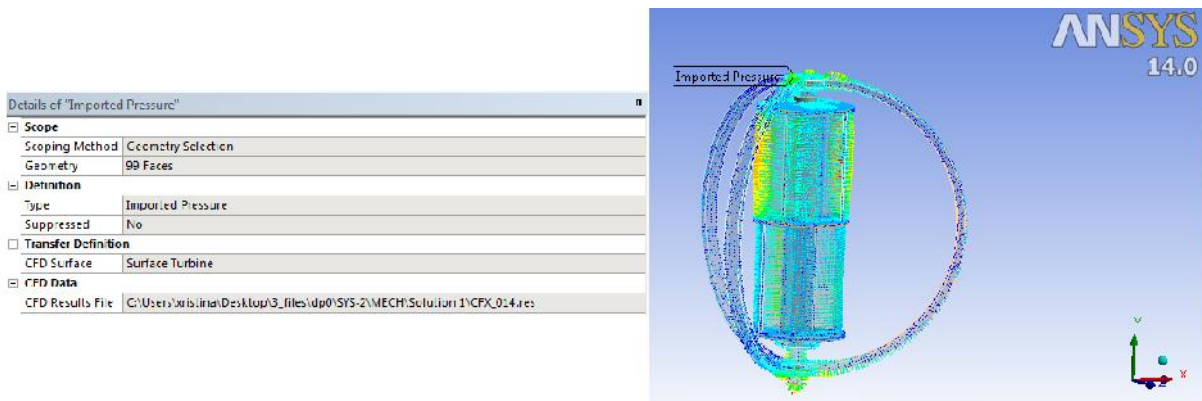 Details of "Imported Pressure"
Scope
Scoping Method Geometry Selection
Geometry 99 Faces
Definition
Type Imported Pressure
Suppressed No
Transfer Definition
CFD Surface Surface Turbine
CFD Data
CFD Results File C:\Users\xristina\Desktop\3_files\dp0\SYS-2\MECH\Solution 1\CFX_014.res
Imported Pressure
ANSYS
14.0
Y
X
Z